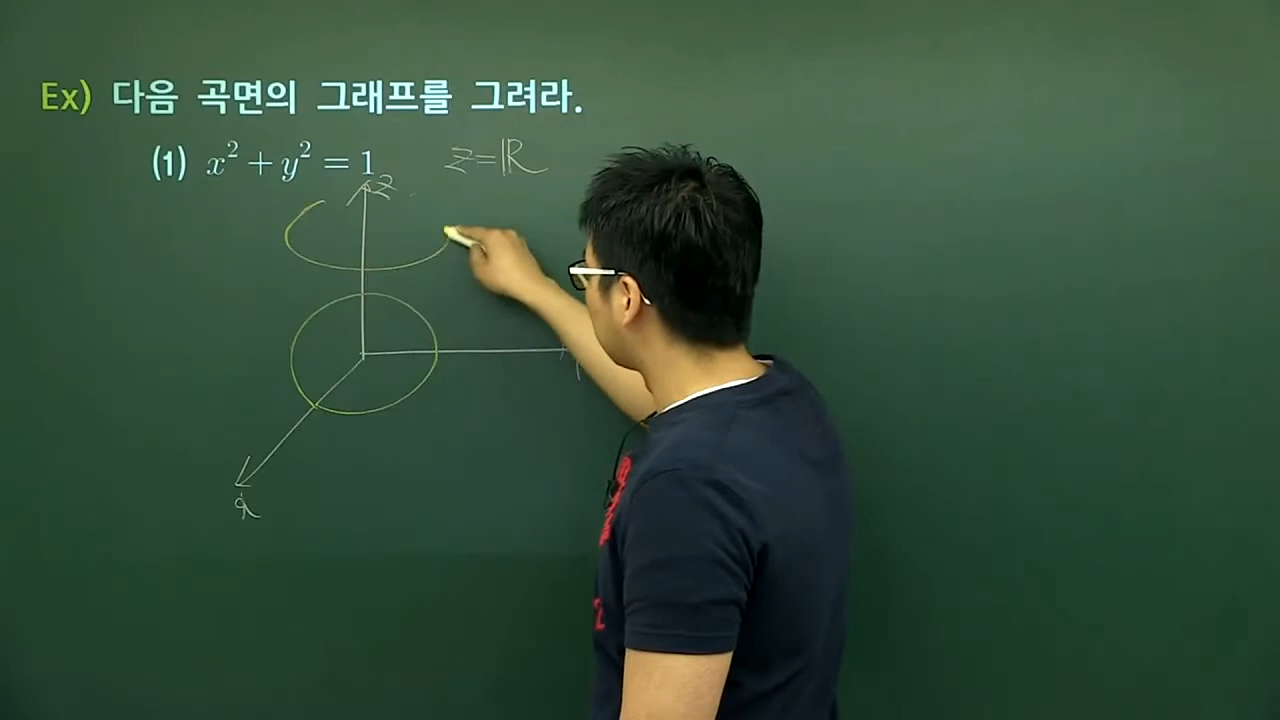 Ex) 다음 곡면의 그래프를 그려라.
(1) x² + y² = 1 z=ℝ
z
x